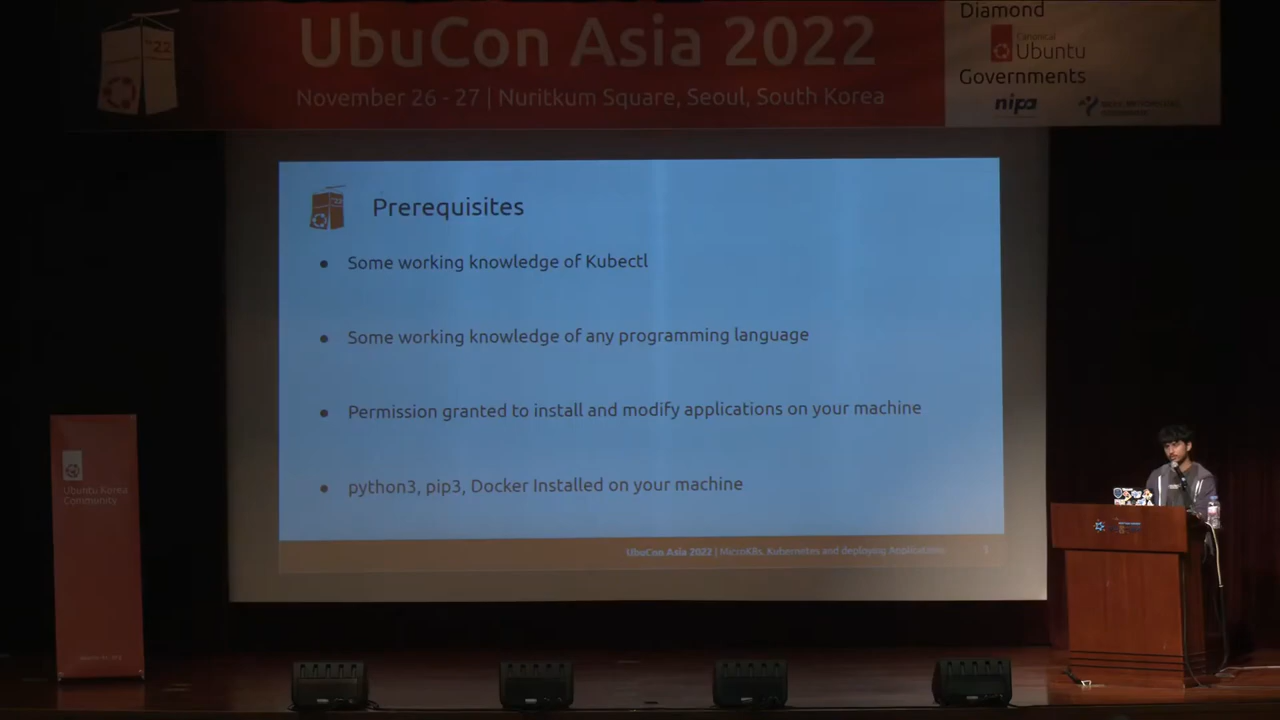 UbuCon Asia 2022
November 26 - 27 | Nuritkum Square, Seoul, South Korea
Diamond
Canonical
Ubuntu
Governments
nipa
'22
Prerequisites
● Some working knowledge of Kubectl
● Some working knowledge of any programming language
● Permission granted to install and modify applications on your machine
● python3, pip3, Docker Installed on your machine
UbuCon Asia 2022 | MicroK8s, Kubernetes and deploying Applications
Ubuntu Korea
Community